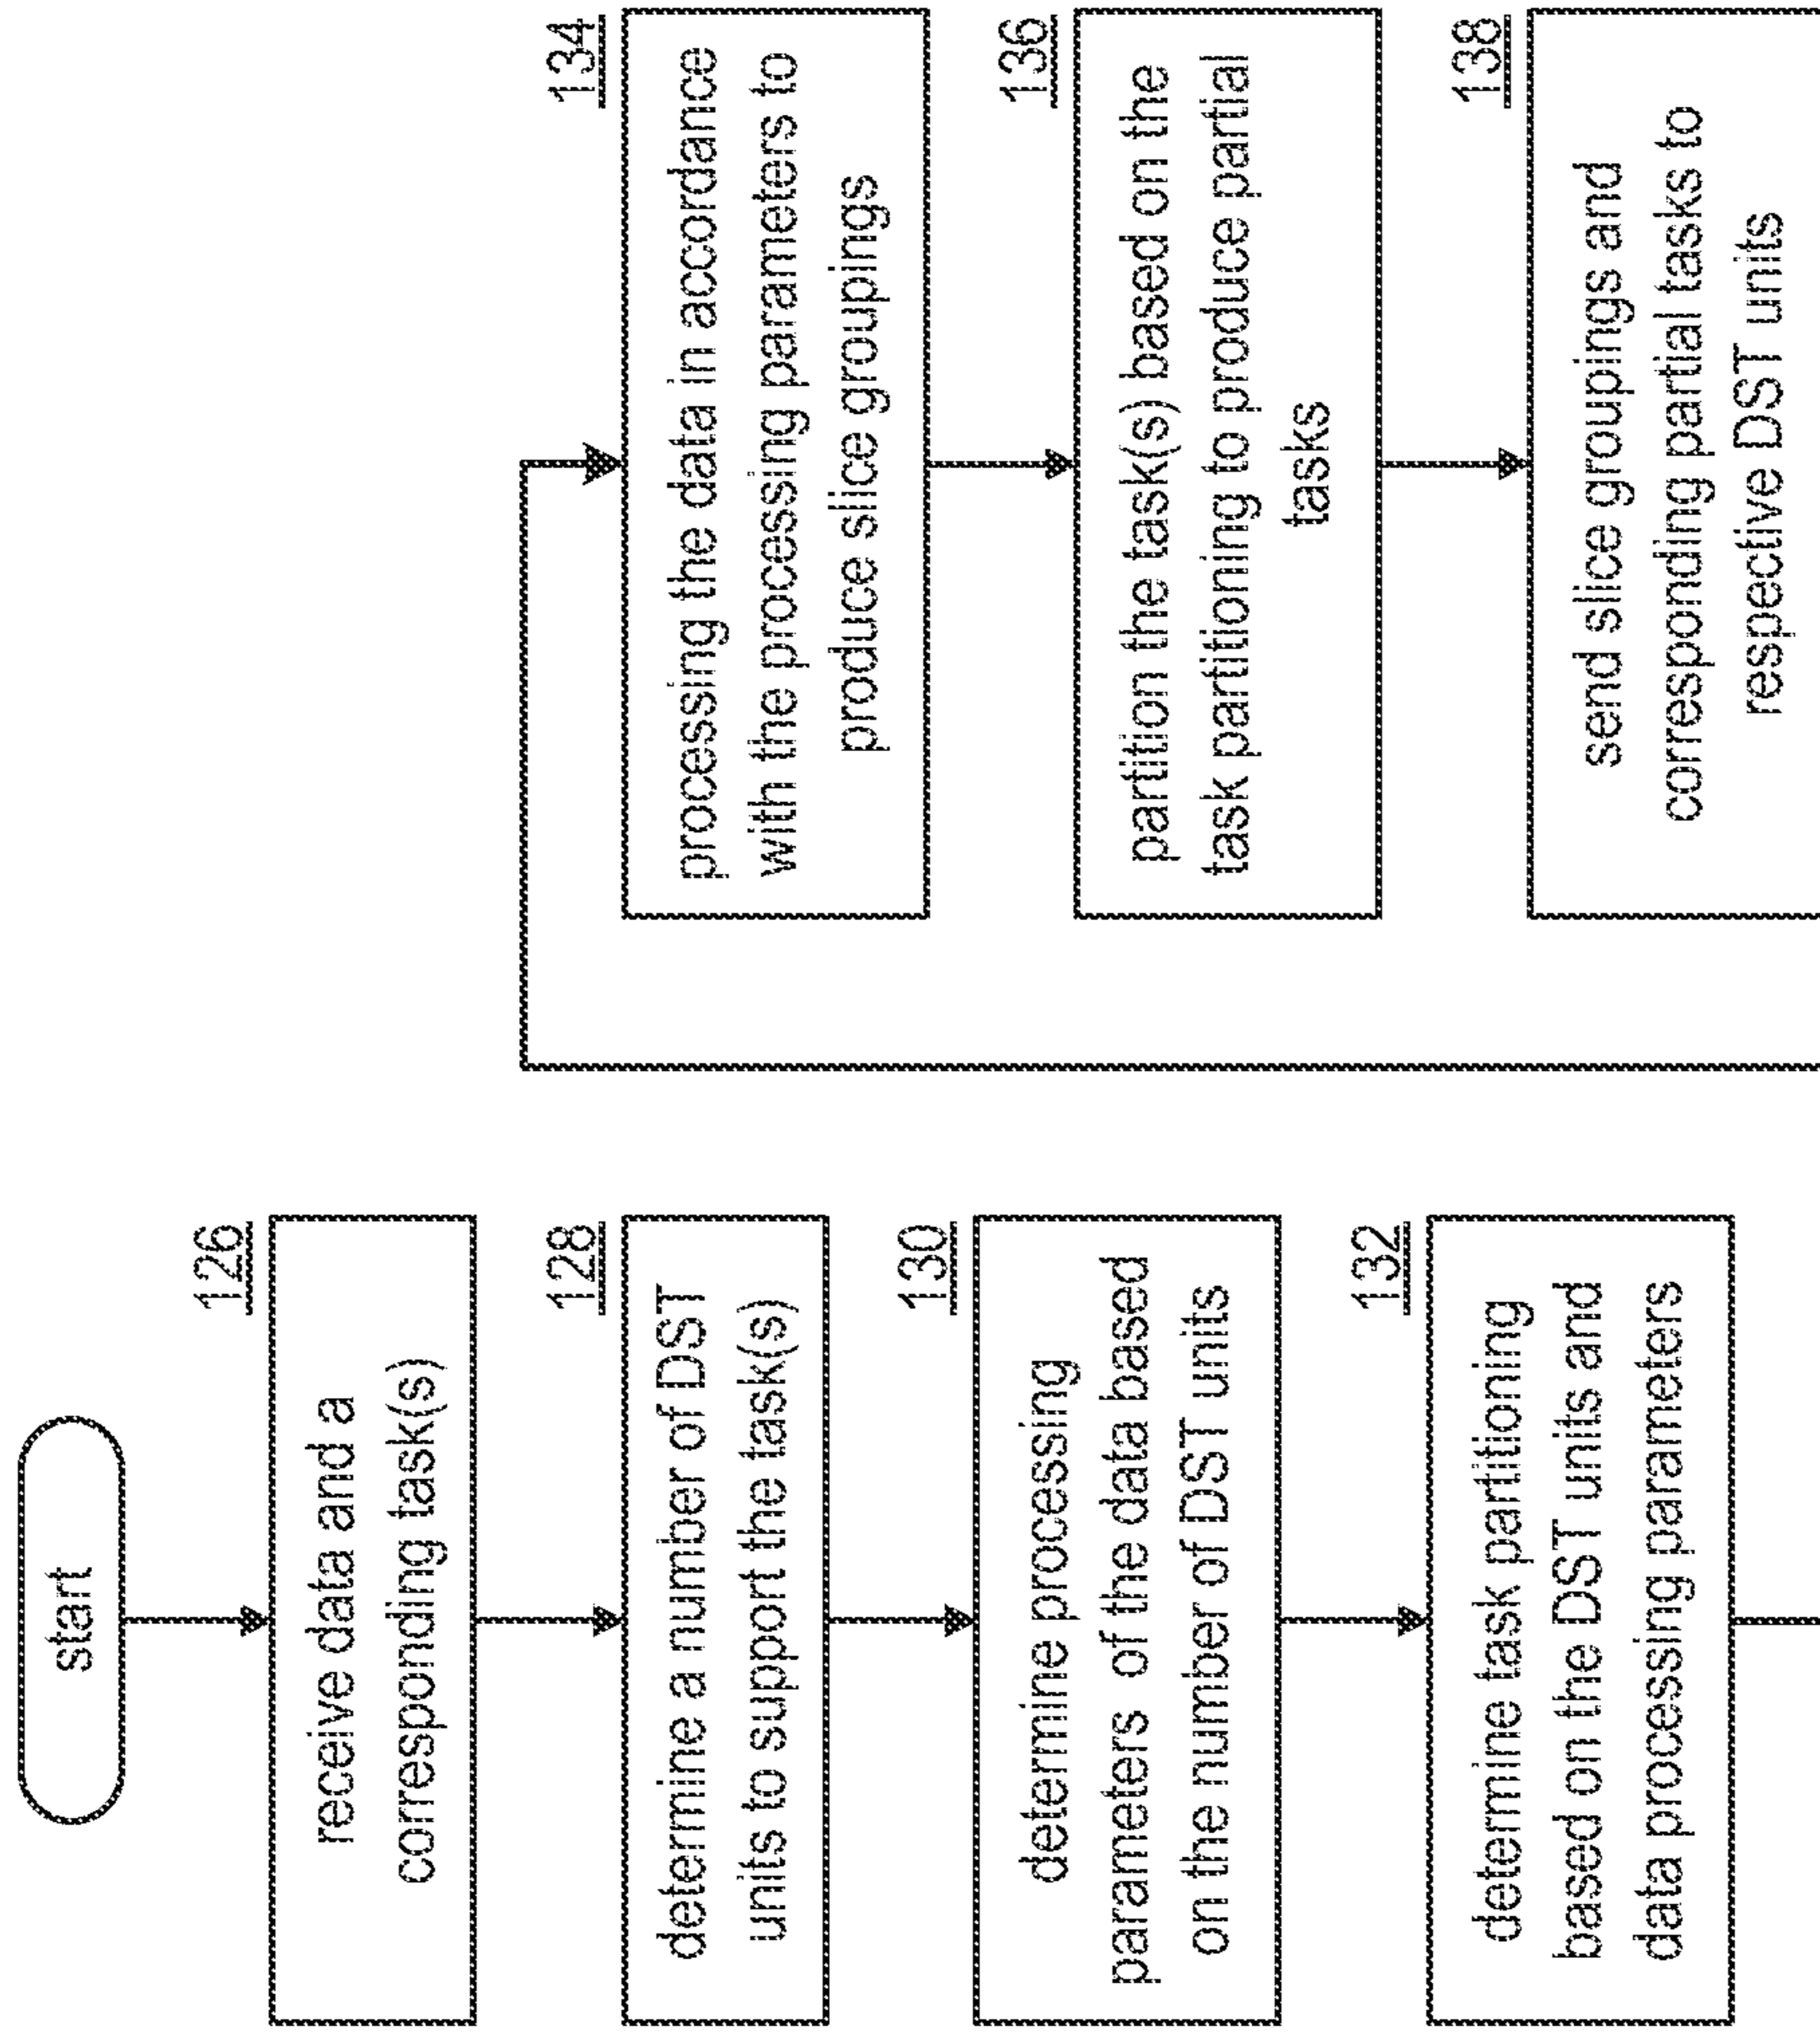 start
126
receive data and a
corresponding task(s)
128
determine a number of DST
units to support the task(s)
130
determine processing
parameters of the data based
on the number of DST units
132
determine task partitioning
based on the DST units and
data processing parameters
134
processing the data in accordance
with the processing parameters to
produce slice groupings
136
partition the task(s) based on the
task partitioning to produce partial
tasks
138
send slice groupings and
corresponding partial tasks to
respective DST units